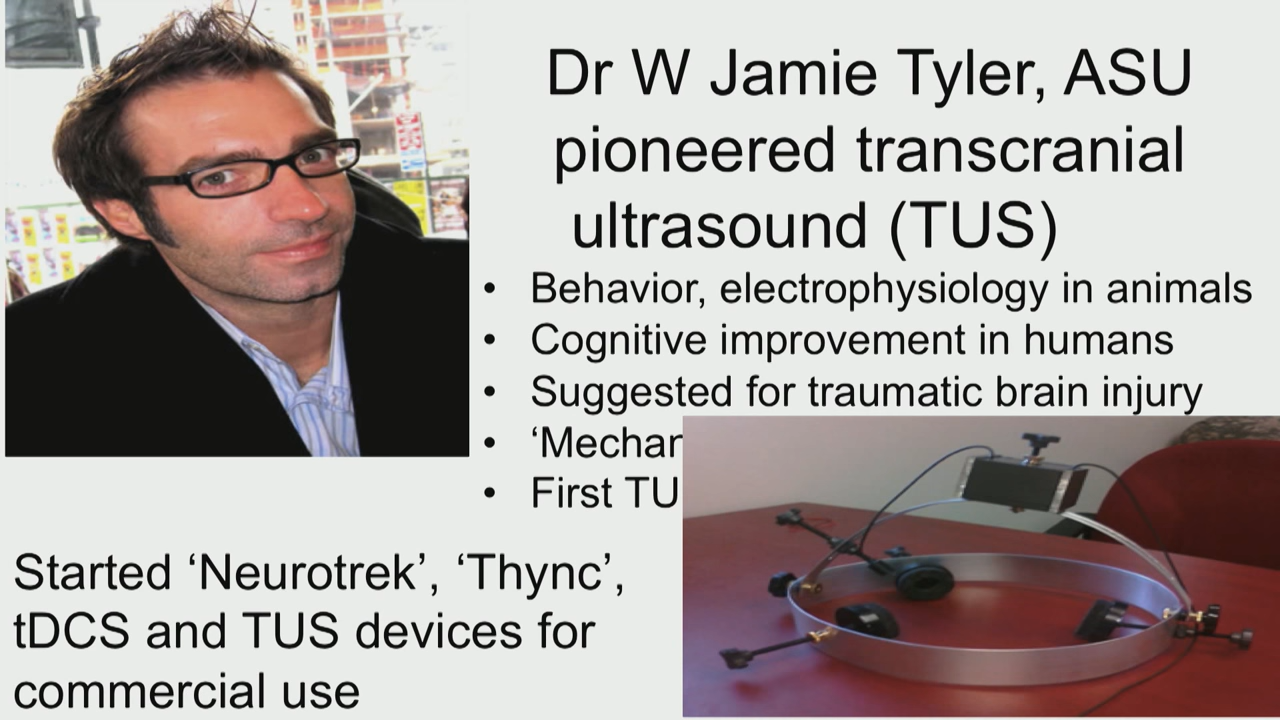 Dr W Jamie Tyler, ASU
pioneered transcranial
ultrasound (TUS)
• Behavior, electrophysiology in animals
• Cognitive improvement in humans
• Suggested for traumatic brain injury
• ‘Mechan
• First TU
Started ‘Neurotrek’, ‘Thync’,
tDCS and TUS devices for
commercial use